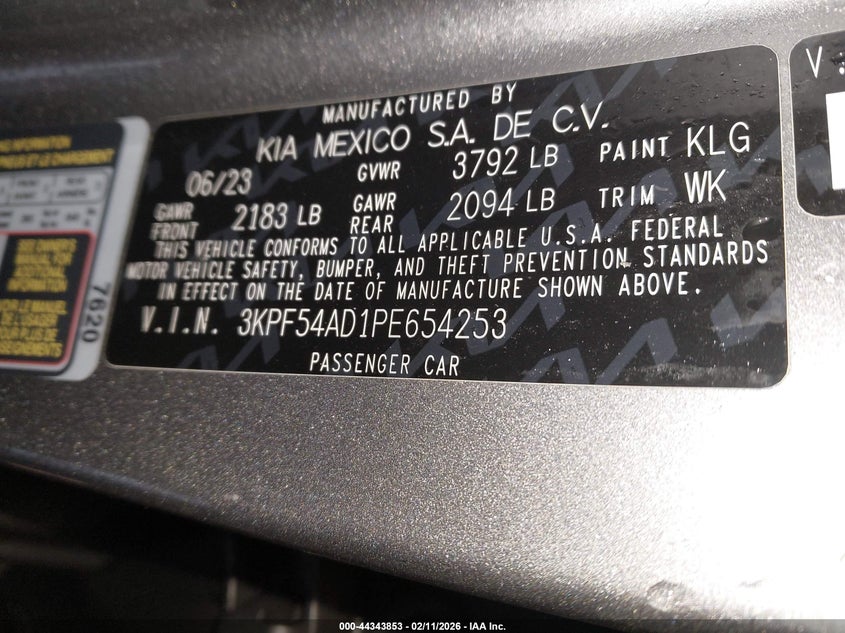 MANUFACTURED BY
KIA MEXICO S.A. DE C.V.
06/23 GVWR 3792 LB PAINT KLG
GAWR FRONT 2183 LB GAWR REAR 2094 LB TRIM WK
THIS VEHICLE CONFORMS TO ALL APPLICABLE U.S.A. FEDERAL
MOTOR VEHICLE SAFETY, BUMPER, AND THEFT PREVENTION STANDARDS
IN EFFECT ON THE DATE OF MANUFACTURE SHOWN ABOVE.
V.I.N. 3KPF54AD1PE654253
PASSENGER CAR
7620
V.
000-44343853 - 02/11/2026 - IAA Inc.